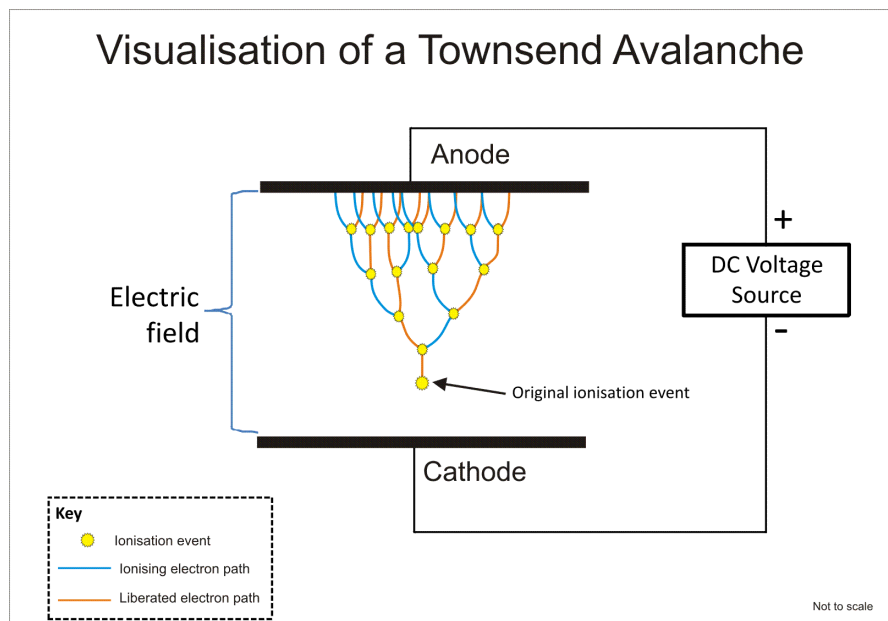 Visualisation of a Townsend Avalanche
Anode
+
DC Voltage
Source
-
Electric
field
Original ionisation event
Cathode
Key
Ionisation event
Ionising electron path
Liberated electron path
Not to scale